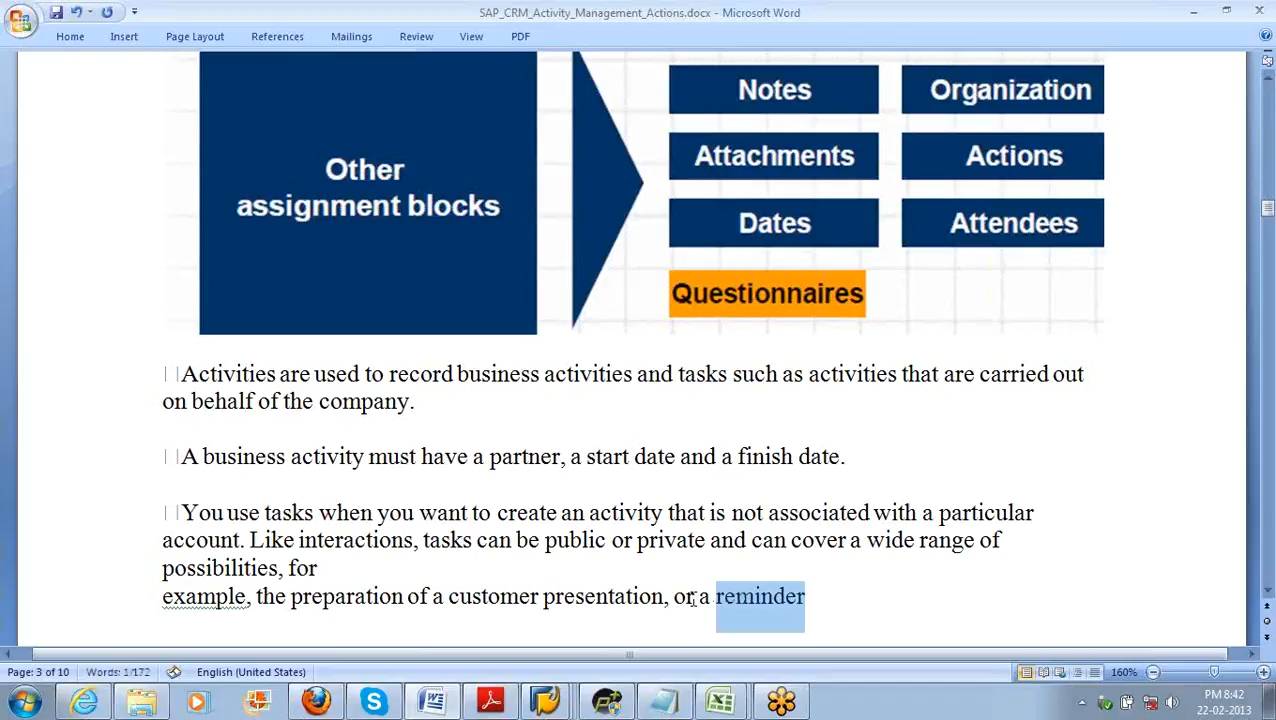 SAP_CRM_Activity_Management_Actions.docx - Microsoft Word
Home Insert Page Layout References Mailings Review View PDF
Notes Organization
Other
assignment blocks
Attachments Actions
Dates Attendees
Questionnaires
Activities are used to record business activities and tasks such as activities that are carried out
on behalf of the company.
A business activity must have a partner, a start date and a finish date.
You use tasks when you want to create an activity that is not associated with a particular
account. Like interactions, tasks can be public or private and can cover a wide range of
possibilities, for
example, the preparation of a customer presentation, or a reminder
Page: 3 of 10 Words: 1/172 English (United States) 160%
PM 8:42
22-02-2013